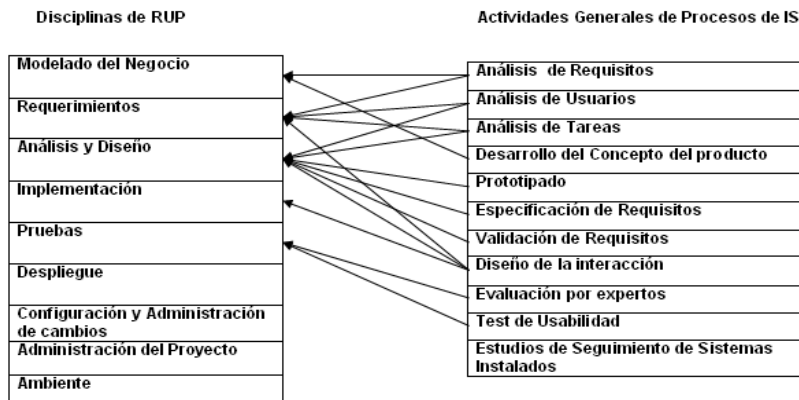 Disciplinas de RUP
Actividades Generales de Procesos de IS
Modelado del Negocio
Requerimientos
Análisis y Diseño
Implementación
Pruebas
Despliegue
Configuración y Administración
de cambios
Administración del Proyecto
Ambiente
Análisis de Requisitos
Análisis de Usuarios
Análisis de Tareas
Desarrollo del Concepto del producto
Prototipado
Especificación de Requisitos
Validación de Requisitos
Diseño de la interacción
Evaluación por expertos
Test de Usabilidad
Estudios de Seguimiento de Sistemas
Instalados